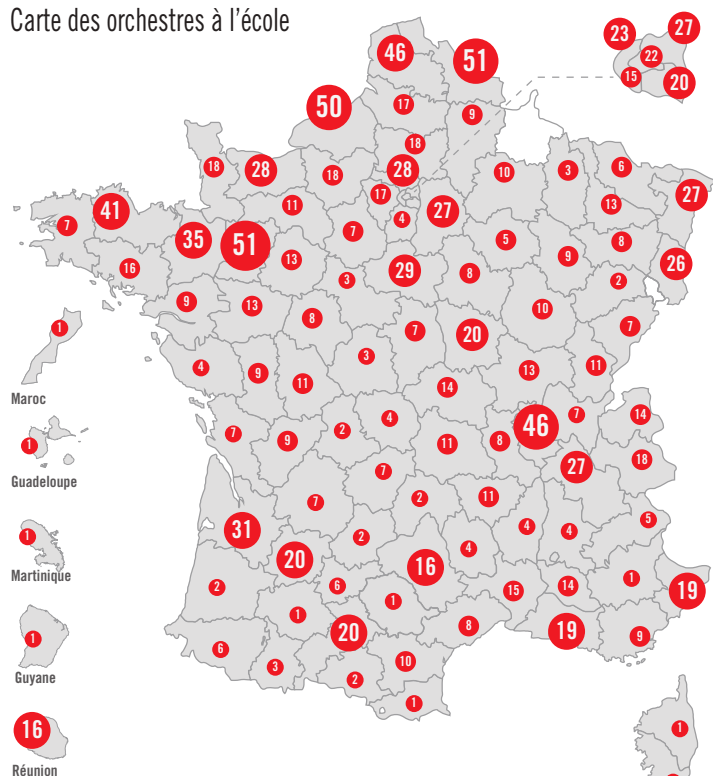 Carte des orchestres à l'école
23 27
22
15 20
46 51
50 17 9
18
18 28 18 28 10 3 6
17 27
41 11 4 27 13
7 35 51 7 5 8
13 9
16 29 8 26
3 2
9 13 8 10
1 7 20 7
3 13 11
4 9 11 14
Maroc
46 7 14
2 4
1 7 9 11 8
27 18
7
Guadeloupe
7 2 11
31 4 4 5
1 2
20 16 4
Martinique
2 6 15 14 1 19
1 1
20 8 19 9
1
6 10
3 2
Guyane
1
16 1
Réunion